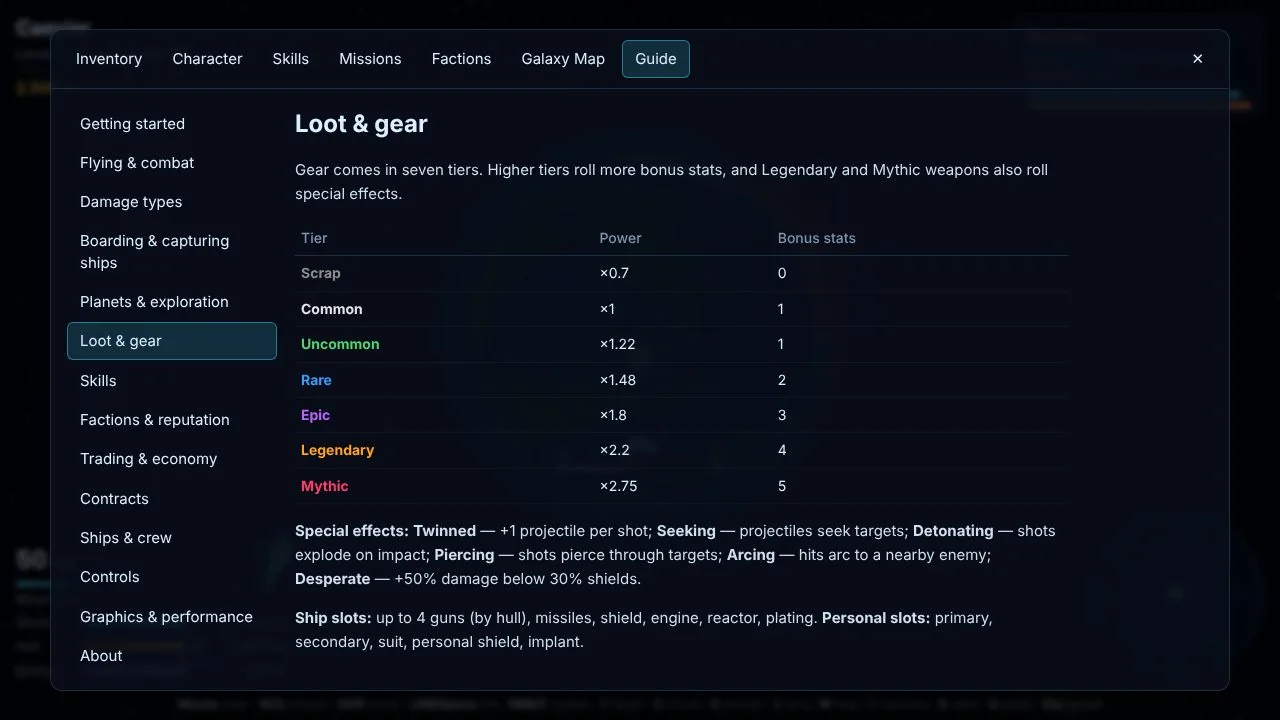 Inventory Character Skills Missions Factions Galaxy Map Guide ×
Getting started
Flying & combat
Damage types
Boarding & capturing
ships
Planets & exploration
Loot & gear
Skills
Factions & reputation
Trading & economy
Contracts
Ships & crew
Controls
Graphics & performance
About
Loot & gear
Gear comes in seven tiers. Higher tiers roll more bonus stats, and Legendary and Mythic weapons also roll
special effects.
Tier Power Bonus stats
Scrap ×0.7 0
Common ×1 1
Uncommon ×1.22 1
Rare ×1.48 2
Epic ×1.8 3
Legendary ×2.2 4
Mythic ×2.75 5
Special effects: Twinned — +1 projectile per shot; Seeking — projectiles seek targets; Detonating — shots
explode on impact; Piercing — shots pierce through targets; Arcing — hits arc to a nearby enemy;
Desperate — +50% damage below 30% shields.
Ship slots: up to 4 guns (by hull), missiles, shield, engine, reactor, plating. Personal slots: primary,
secondary, suit, personal shield, implant.